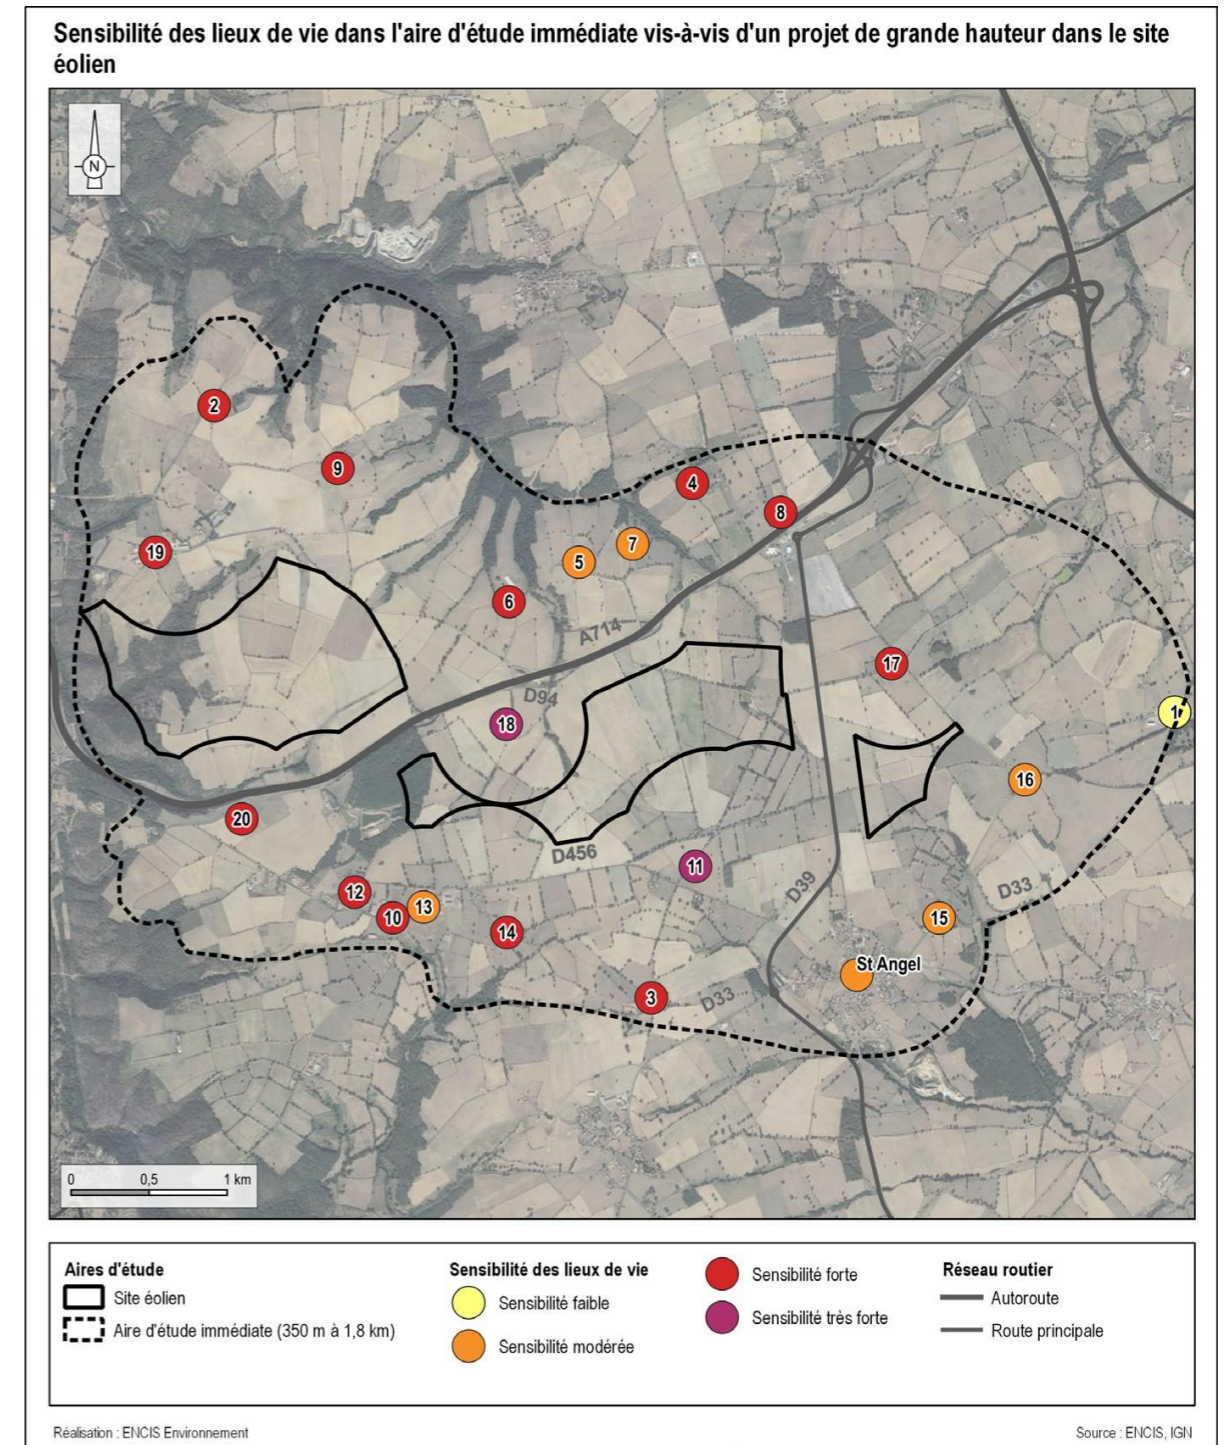 Sensibilité des lieux de vie dans l'aire d'étude immédiate vis-à-vis d'un projet de grande hauteur dans le site
éolien
N
2
9
4
8
19
7
5
6
A714
17
D94
18
1
16
20
D456
11
12
D39
D33
13
10
15
14
St Angel
3
D33
0 0,5 1 km
Aires d'étude
Site éolien
Aire d'étude immédiate (350 m à 1,8 km)
Sensibilité des lieux de vie
Sensibilité faible
Sensibilité modérée
Sensibilité forte
Sensibilité très forte
Réseau routier
Autoroute
Route principale
Réalisation : ENCIS Environnement
Source : ENCIS, IGN